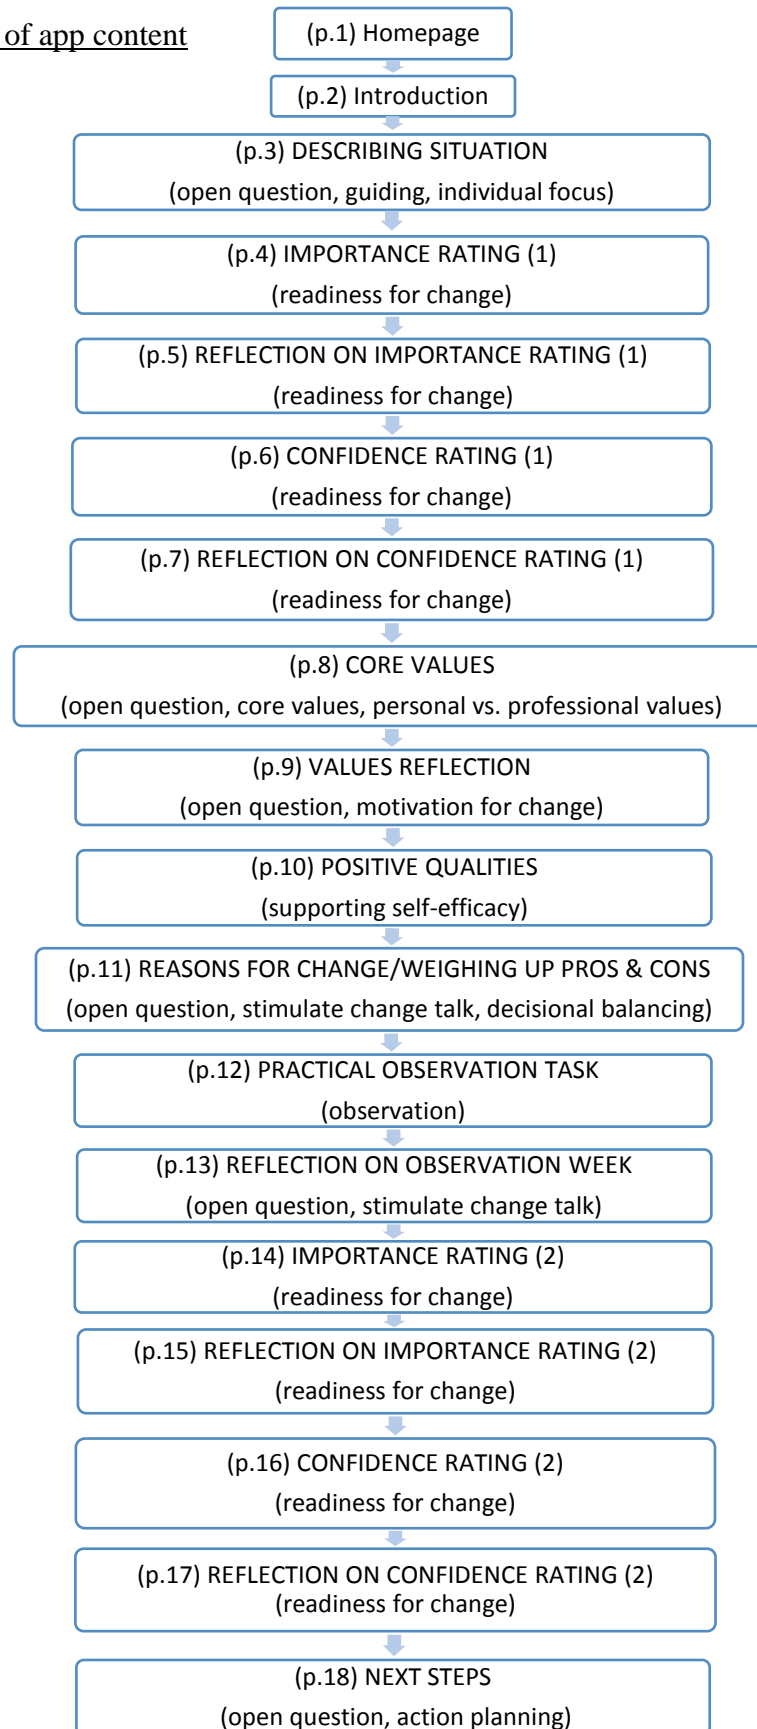 of app content
(p.1) Homepage
(p.2) Introduction
(p.3) DESCRIBING SITUATION
(open question, guiding, individual focus)
(p.4) IMPORTANCE RATING (1)
(readiness for change)
(p.5) REFLECTION ON IMPORTANCE RATING (1)
(readiness for change)
(p.6) CONFIDENCE RATING (1)
(readiness for change)
(p.7) REFLECTION ON CONFIDENCE RATING (1)
(readiness for change)
(p.8) CORE VALUES
(open question, core values, personal vs. professional values)
(p.9) VALUES REFLECTION
(open question, motivation for change)
(p.10) POSITIVE QUALITIES
(supporting self-efficacy)
(p.11) REASONS FOR CHANGE/WEIGHING UP PROS & CONS
(open question, stimulate change talk, decisional balancing)
(p.12) PRACTICAL OBSERVATION TASK
(observation)
(p.13) REFLECTION ON OBSERVATION WEEK
(open question, stimulate change talk)
(p.14) IMPORTANCE RATING (2)
(readiness for change)
(p.15) REFLECTION ON IMPORTANCE RATING (2)
(readiness for change)
(p.16) CONFIDENCE RATING (2)
(readiness for change)
(p.17) REFLECTION ON CONFIDENCE RATING (2)
(readiness for change)
(p.18) NEXT STEPS
(open question, action planning)